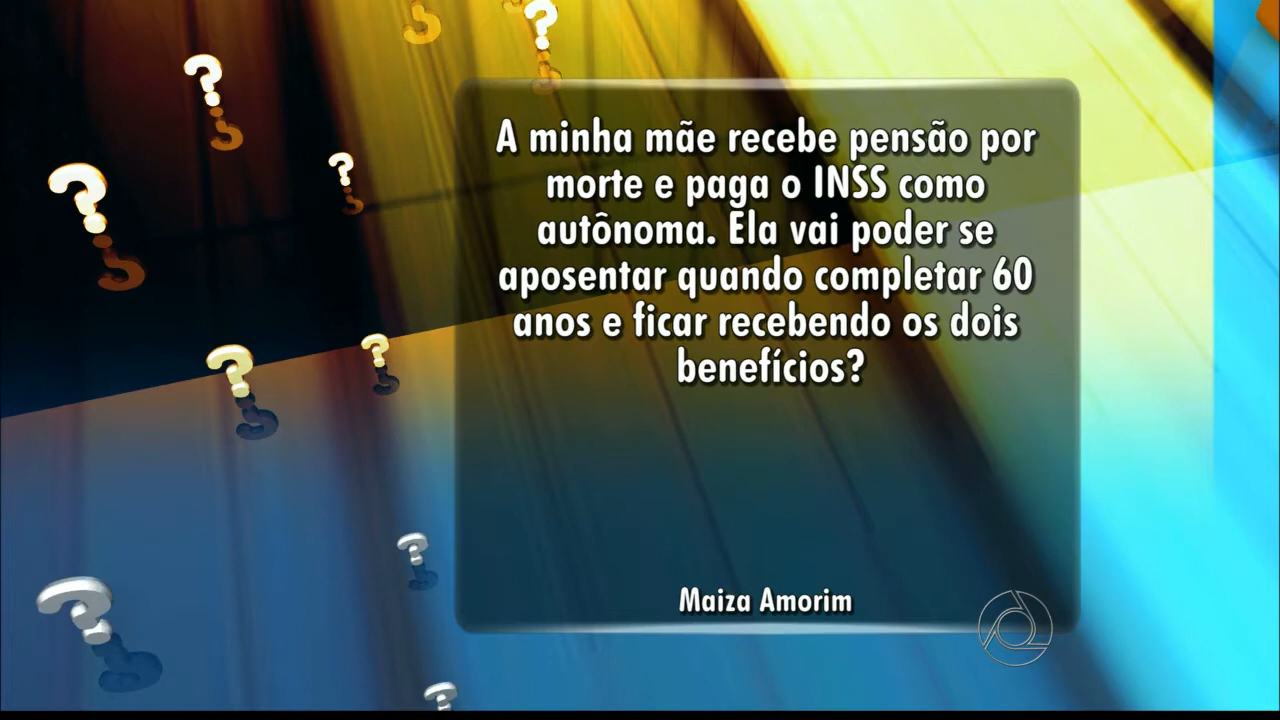 A minha mãe recebe pensão por
morte e paga o INSS como
autônoma. Ela vai poder se
aposentar quando completar 60
anos e ficar recebendo os dois
benefícios?
Maiza Amorim